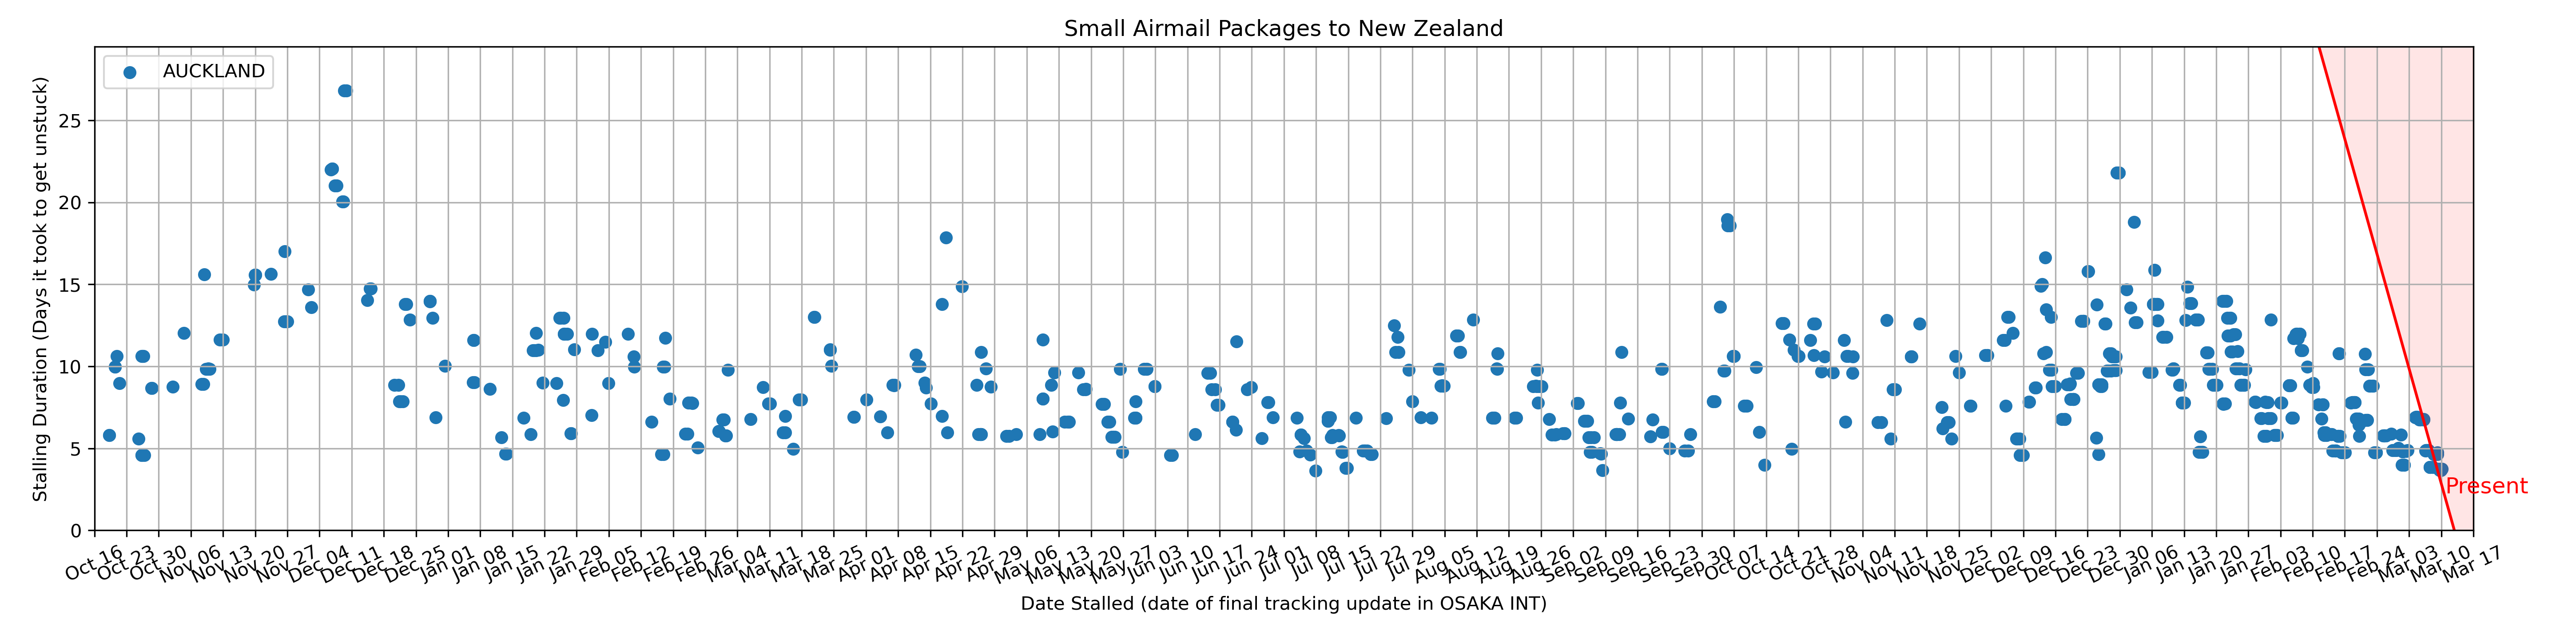 Small Airmail Packages to New Zealand
AUCKLAND
Stalling Duration (Days it took to get unstuck)
25
20
15
10
5
0
Present
Oct 16
Oct 23
Oct 30
Nov 06
Nov 13
Nov 20
Nov 27
Dec 04
Dec 11
Dec 18
Dec 25
Jan 01
Jan 08
Jan 15
Jan 22
Jan 29
Feb 05
Feb 12
Feb 19
Feb 26
Mar 04
Mar 11
Mar 18
Mar 25
Apr 01
Apr 08
Apr 15
Apr 22
Apr 29
May 06
May 13
May 20
May 27
Jun 03
Jun 10
Jun 17
Jun 24
Jul 01
Jul 08
Jul 15
Jul 22
Jul 29
Aug 05
Aug 12
Aug 19
Aug 26
Sep 02
Sep 09
Sep 16
Sep 23
Sep 30
Oct 07
Oct 14
Oct 21
Oct 28
Nov 04
Nov 11
Nov 18
Nov 25
Dec 02
Dec 09
Dec 16
Dec 23
Dec 30
Jan 06
Jan 13
Jan 20
Jan 27
Feb 03
Feb 10
Feb 17
Feb 24
Mar 03
Mar 10
Mar 17
Date Stalled (date of final tracking update in OSAKA INT)